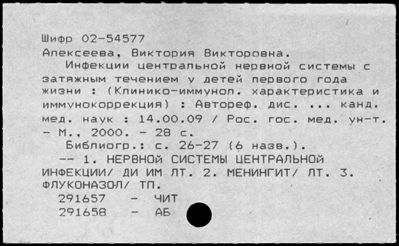 Шифр 02-54577
Алексеева, Виктория Викторовна.
Инфекции центральной нервной системы с
затяжным течением у детей первого года
жизни : (Клинико-иммунол. характеристика и
иммунокоррекция) : Автореф. дис. ... канд.
мед. наук : 14.00.09 / Рос. гос. мед. ун-т.
- М., 2000. - 28 с.
Библиогр.: с. 26-27 (6 назв.).
-- 1. НЕРВНОЙ СИСТЕМЫ ЦЕНТРАЛЬНОЙ
ИНФЕКЦИИ/ ДИ ИМ ЛТ. 2. МЕНИНГИТ/ ЛТ. 3.
ФЛУКОНАЗОЛ/ ТП.
291657 - ЧИТ
291658 - АБ